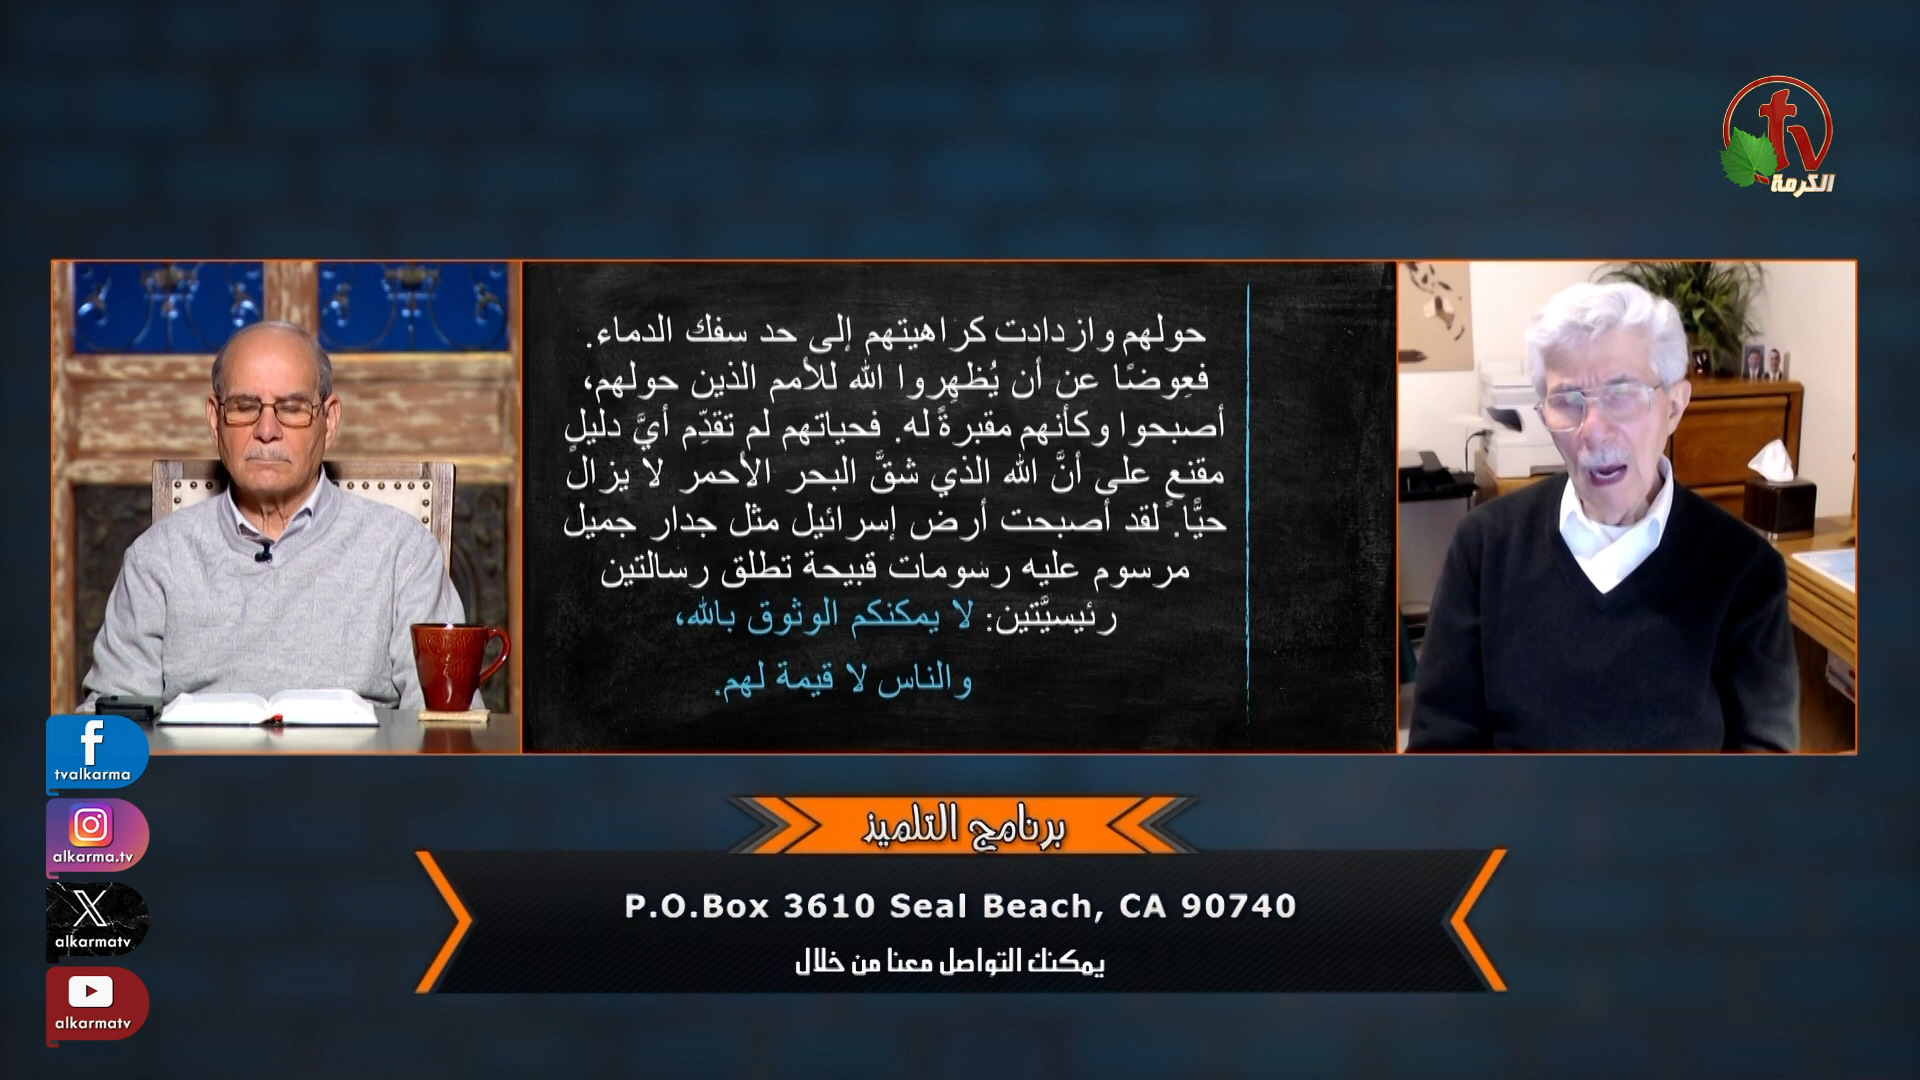 tv
الكرمة
حولهم وازدادت كراهيتهم إلى حد سفك الدماء.
فعِوضًا عن أن يُظهِروا الله للأمم الذين حولهم،
أصبحوا وكأنهم مقبرةً له. فحياتهم لم تقدِّم أيَّ دليلٍ
مقنعٍ على أنَّ الله الذي شقَّ البحر الأحمر لا يزال
حيًّا. ًلقد أصبحت أرض إسرائيل مثل جدار جميل
مرسوم عليه رسومات قبيحة تطلق رسالتين
رئيسيَّتين: لا يمكنكم الوثوق بالله،
والناس لا قيمة لهم.
f
tvalkarma
alkarma.tv
X
alkarmatv
alkarmatv
برنامج التلميذ
P.O.Box 3610 Seal Beach, CA 90740
يمكنك التواصل معنا من خلال